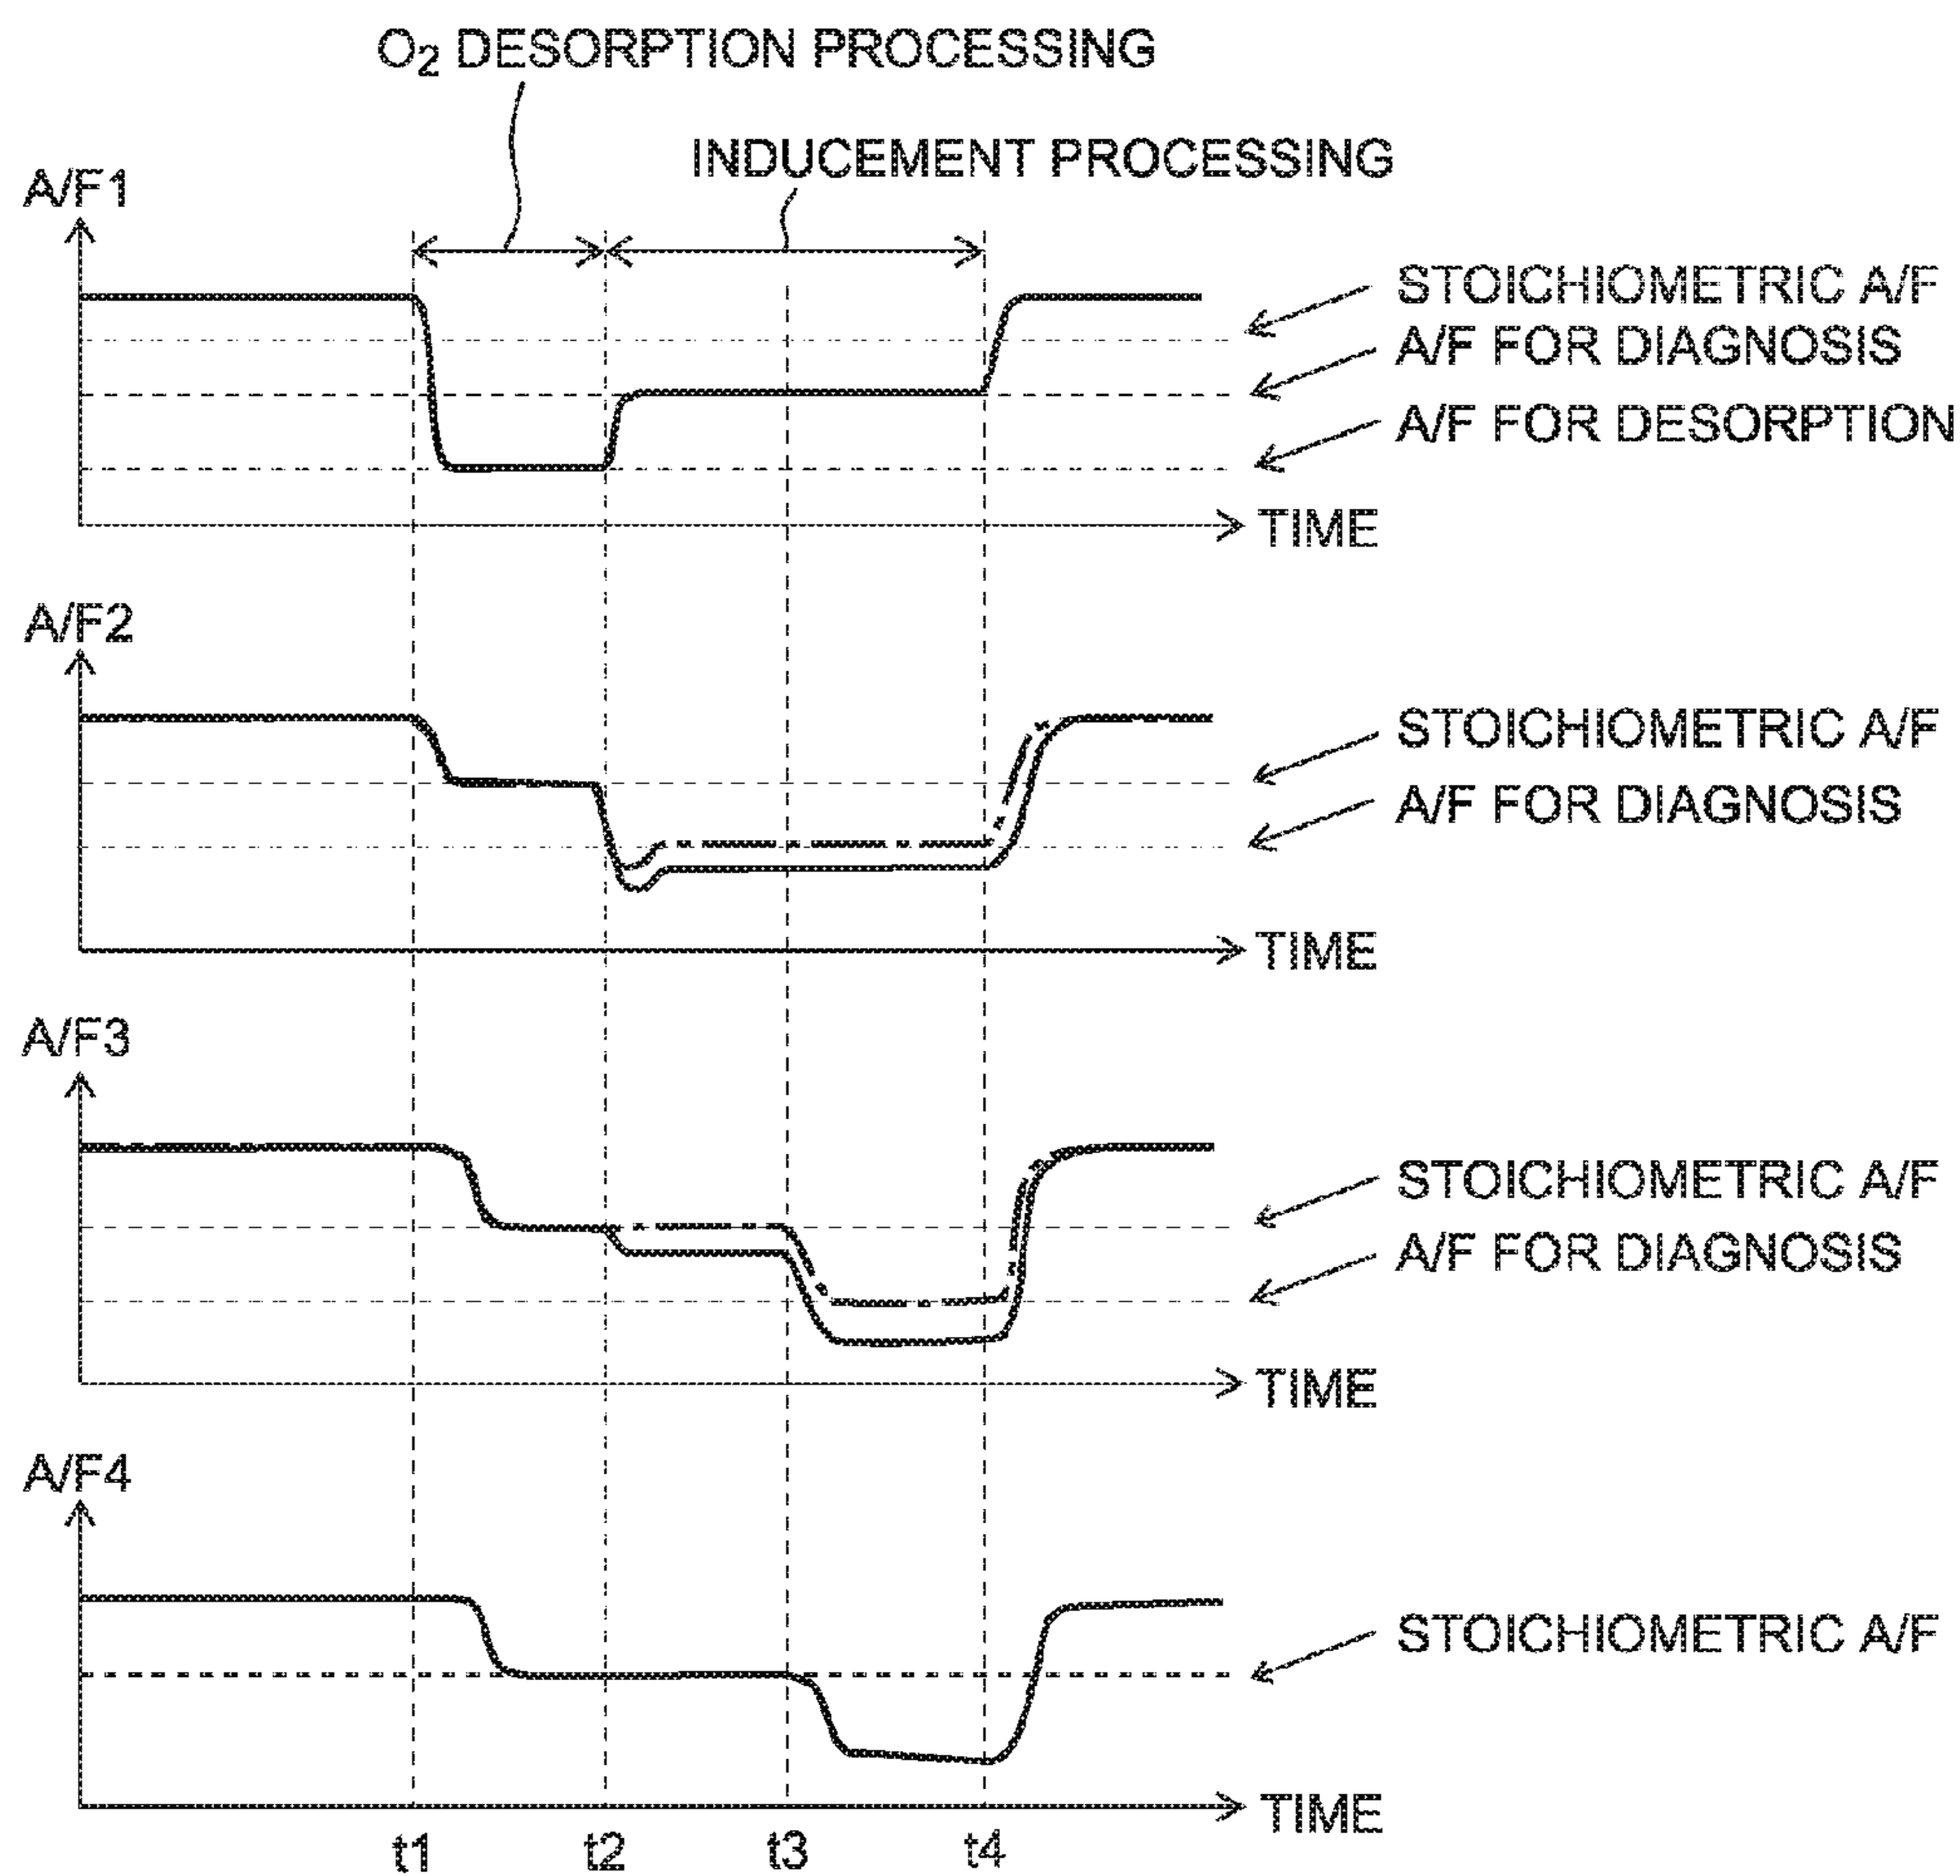 O₂ DESORPTION PROCESSING
INDUCEMENT PROCESSING
A/F1
STOICHIOMETRIC A/F
A/F FOR DIAGNOSIS
A/F FOR DESORPTION
TIME
A/F2
STOICHIOMETRIC A/F
A/F FOR DIAGNOSIS
TIME
A/F3
STOICHIOMETRIC A/F
A/F FOR DIAGNOSIS
TIME
A/F4
STOICHIOMETRIC A/F
TIME
t1 t2 t3 t4